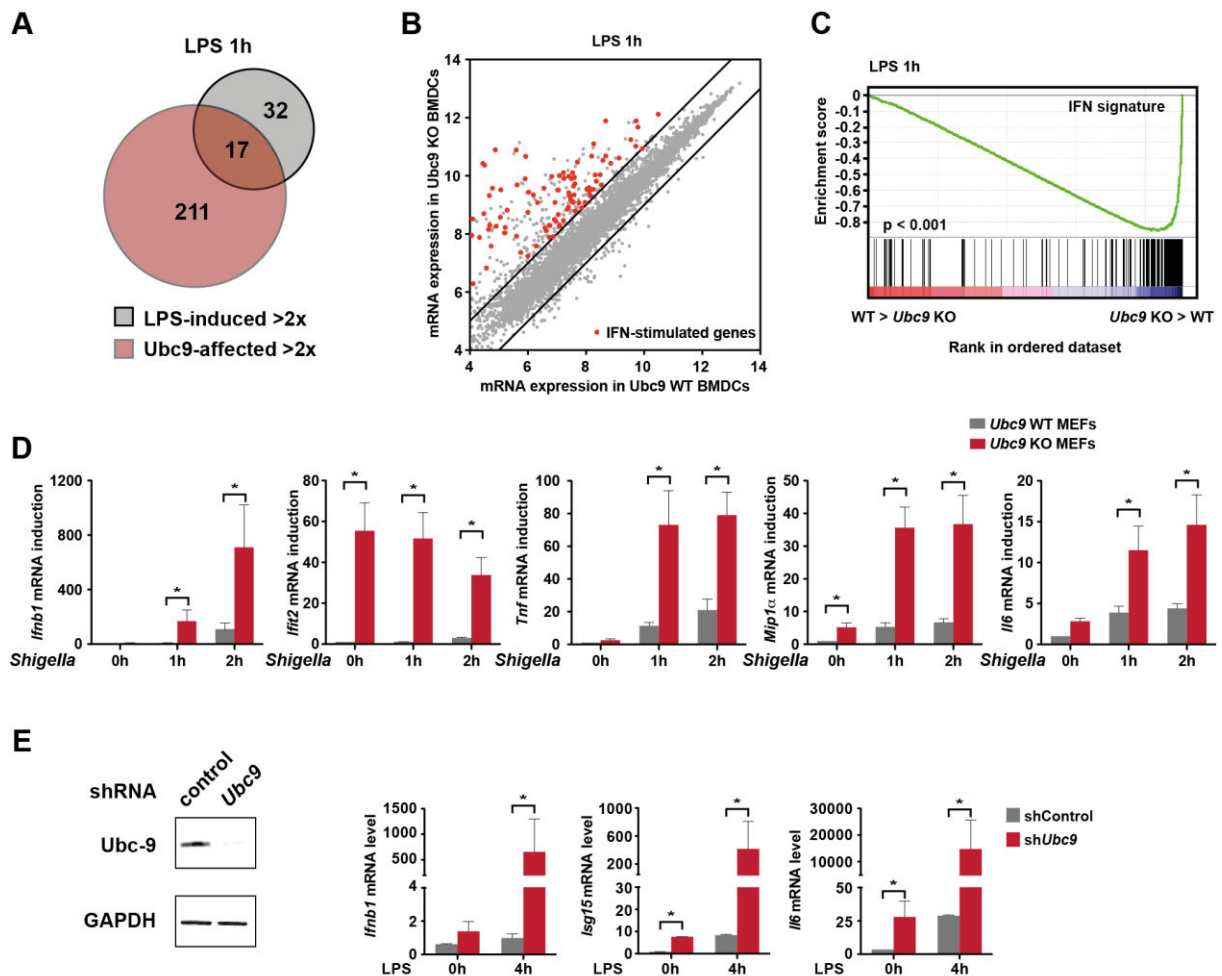 A
LPS 1h
32
17
211
LPS-induced >2x
Ubc9-affected >2x
B
LPS 1h
mRNA expression in Ubc9 KO BMDCs
14
12
10
8
6
4
IFN-stimulated genes
4 6 8 10 12 14
mRNA expression in Ubc9 WT BMDCs
C
LPS 1h
Enrichment score
0
-0.1
-0.2
-0.3
-0.4
-0.5
-0.6
-0.7
-0.8
IFN signature
p < 0.001
WT > Ubc9 KO Ubc9 KO > WT
Rank in ordered dataset
Ubc9 WT MEFs
Ubc9 KO MEFs
D
Ifnb1 mRNA induction
1200
800
400
0
*
*
Shigella 0h 1h 2h
Ifit2 mRNA induction
80
60
40
20
0
*
*
*
0h 1h 2h
Tnf mRNA induction
100
80
60
40
20
0
*
*
Shigella 0h 1h 2h
Mip1α mRNA induction
50
40
30
20
10
0
*
*
*
0h 1h 2h
Il6 mRNA induction
20
15
10
5
0
*
*
Shigella 0h 1h 2h
E
shRNA control Ubc9
Ubc-9
GAPDH
Ifnb1 mRNA level
1500
1000
500
4
2
0
*
LPS 0h 4h
Isg15 mRNA level
1000
800
600
400
200
30
20
10
0
*
*
LPS 0h 4h
Il6 mRNA level
30000
20000
10000
50
25
0
*
*
LPS 0h 4h
shControl
shUbc9